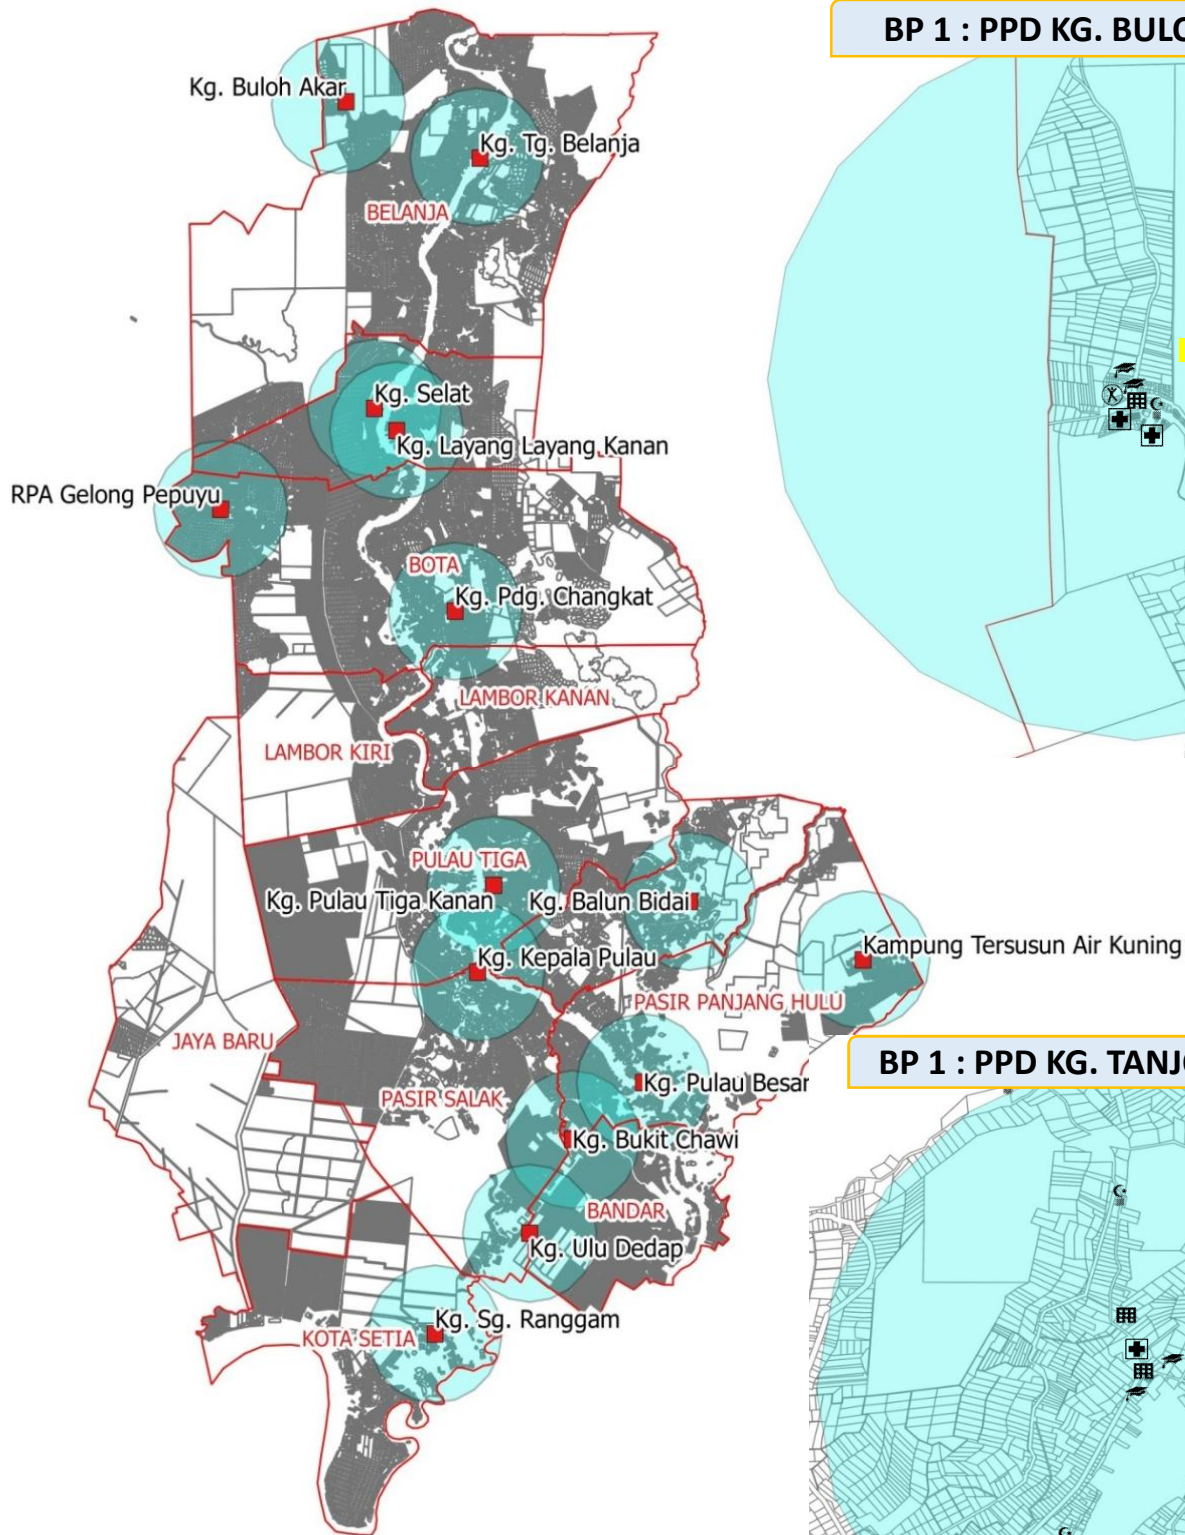 BP 1 : PPD KG. BULO
Kg. Buloh Akar
Kg. Tg. Belanja
BELANJA
Kg. Selat
Kg. Layang Layang Kanan
RPA Gelong Pepuyu
BOTA
Kg. Pdg. Changkat
LAMBOR KANAN
LAMBOR KIRI
PULAU TIGA
Kg. Pulau Tiga Kanan
Kg. Balun Bidai
Kg. Kepala Pulau
Kampung Tersusun Air Kuning
PASIR PANJANG HULU
JAYA BARU
BP 1 : PPD KG. TANJ
Kg. Pulau Besar
PASIR SALAK
Kg. Bukit Chawi
BANDAR
Kg. Ulu Dedap
Kg. Sg. Ranggam
KOTA SETIA